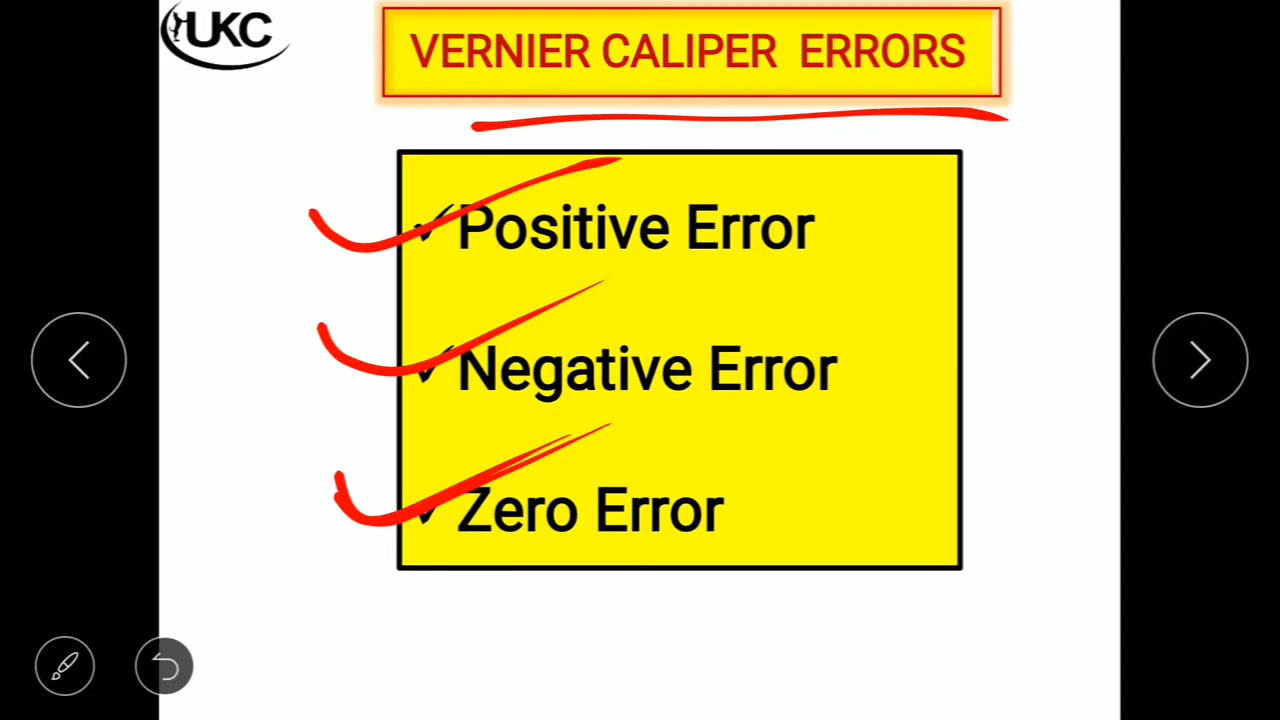 UKC
VERNIER CALIPER ERRORS
✓Positive Error
✓Negative Error
✓Zero Error